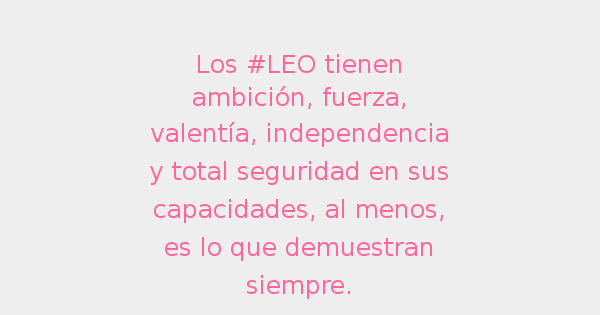 Los #LEO tienen
ambición, fuerza,
valentía, independencia
y total seguridad en sus
capacidades, al menos,
es lo que demuestran
siempre.